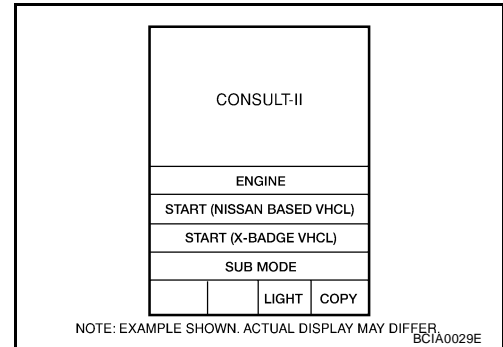 CONSULT-II
ENGINE
START (NISSAN BASED VHCL)
START (X-BADGE VHCL)
SUB MODE
LIGHT COPY
NOTE: EXAMPLE SHOWN. ACTUAL DISPLAY MAY DIFFER.
BCIA0029E